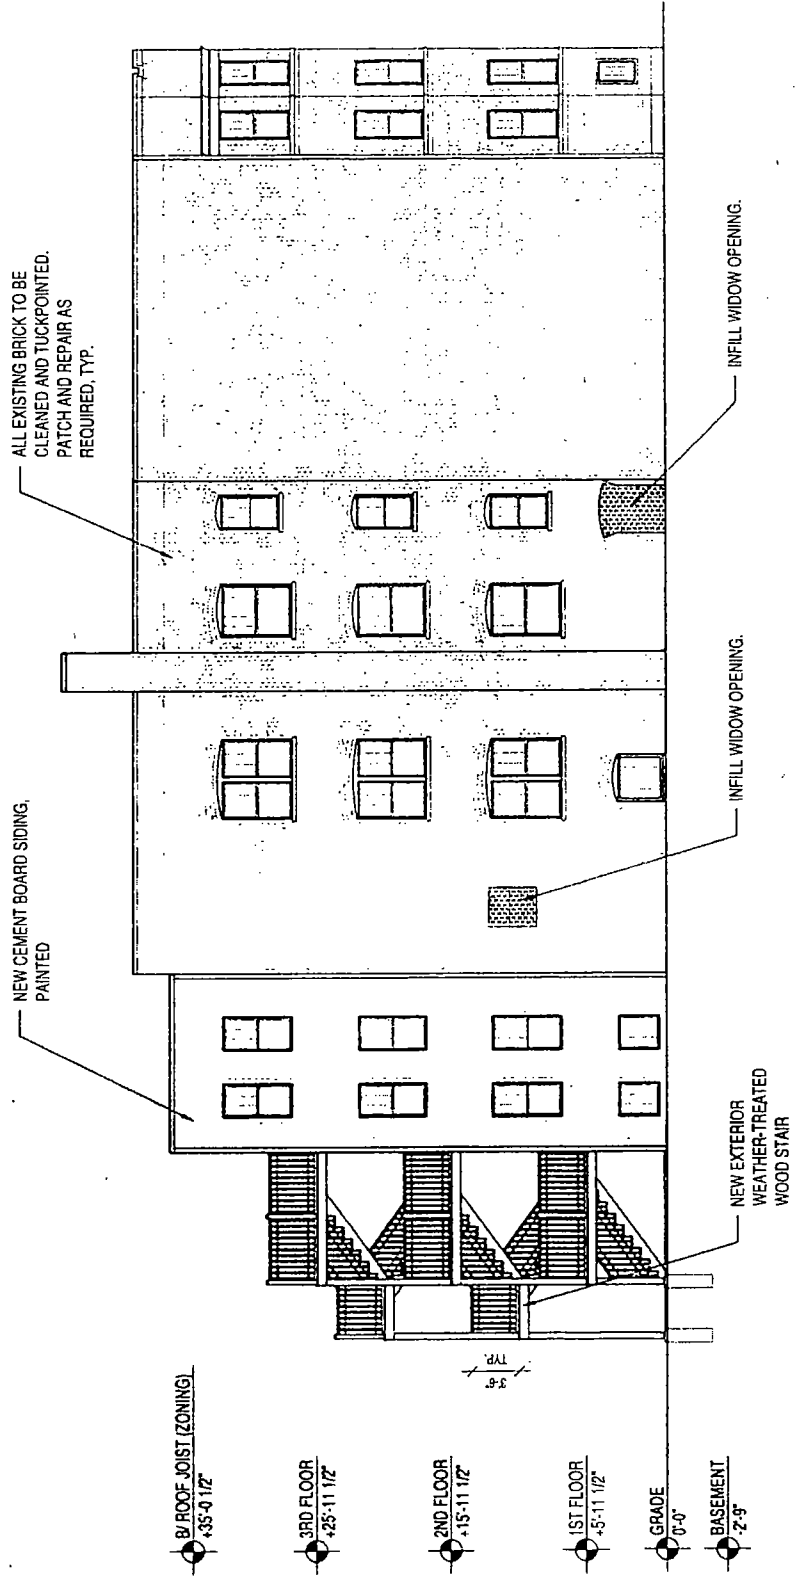 ALL EXISTING BRICK TO BE
CLEANED AND TUCKPOINTED.
PATCH AND REPAIR AS
REQUIRED, TYP.
NEW CEMENT BOARD SIDING,
PAINTED
INFILL WIDOW OPENING.
INFILL WIDOW OPENING.
NEW EXTERIOR
WEATHER-TREATED
WOOD STAIR
3'-6"
TYP.
B/ ROOF JOIST (ZONING)
+35'-0 1/2"
3RD FLOOR
+25'-11 1/2"
2ND FLOOR
+15'-11 1/2"
1ST FLOOR
+5'-11 1/2"
GRADE
0'-0"
BASEMENT
-2'-9"